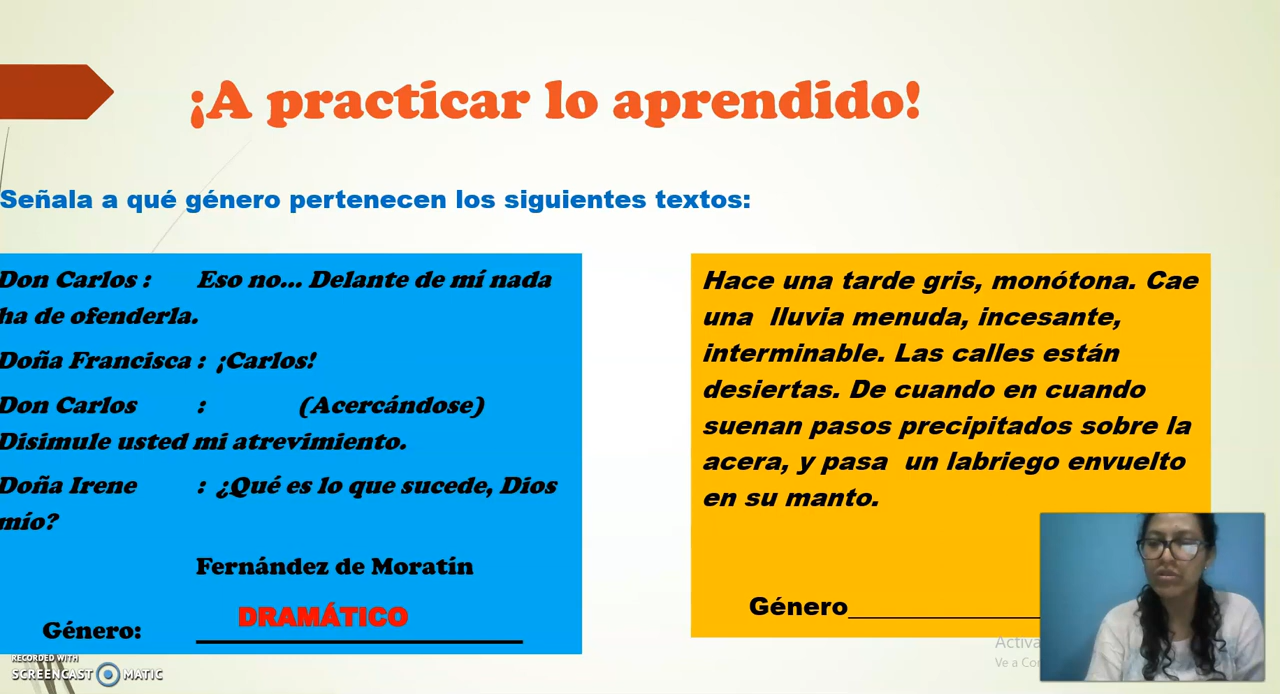 ¡A practicar lo aprendido!
Señala a qué género pertenecen los siguientes textos:
Don Carlos : Eso no... Delante de mí nada
ha de ofenderla.
Doña Francisca : ¡Carlos!
Don Carlos : (Acercándose)
Disimule usted mi atrevimiento.
Doña Irene : ¿Qué es lo que sucede, Dios
mío?
Fernández de Moratín
Género: DRAMÁTICO
Hace una tarde gris, monótona. Cae
una lluvia menuda, incesante,
interminable. Las calles están
desiertas. De cuando en cuando
suenan pasos precipitados sobre la
acera, y pasa un labriego envuelto
en su manto.
Género
RECORDED WITH
SCREENCAST MATIC